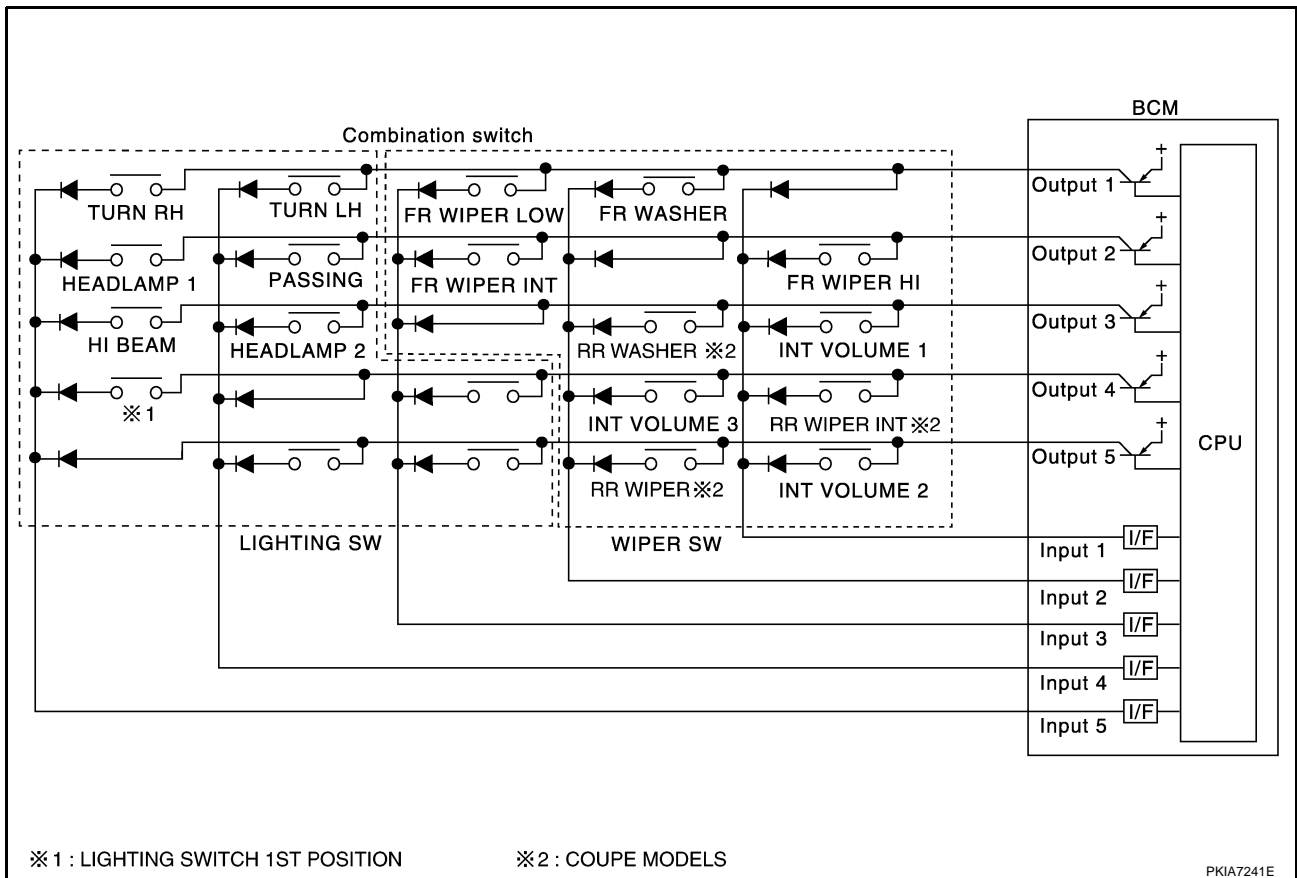 BCM
Combination switch
+
Output 1
TURN RH
TURN LH
FR WIPER LOW
FR WASHER
+
Output 2
HEADLAMP 1
PASSING
FR WIPER INT
FR WIPER HI
+
Output 3
HI BEAM
HEADLAMP 2
RR WASHER ※2
INT VOLUME 1
+
Output 4
※1
INT VOLUME 3
RR WIPER INT※2
+
CPU
Output 5
RR WIPER※2
INT VOLUME 2
LIGHTING SW
WIPER SW
Input 1
I/F
Input 2
I/F
Input 3
I/F
Input 4
I/F
Input 5
I/F
※1 : LIGHTING SWITCH 1ST POSITION
※2 : COUPE MODELS
PKIA7241E